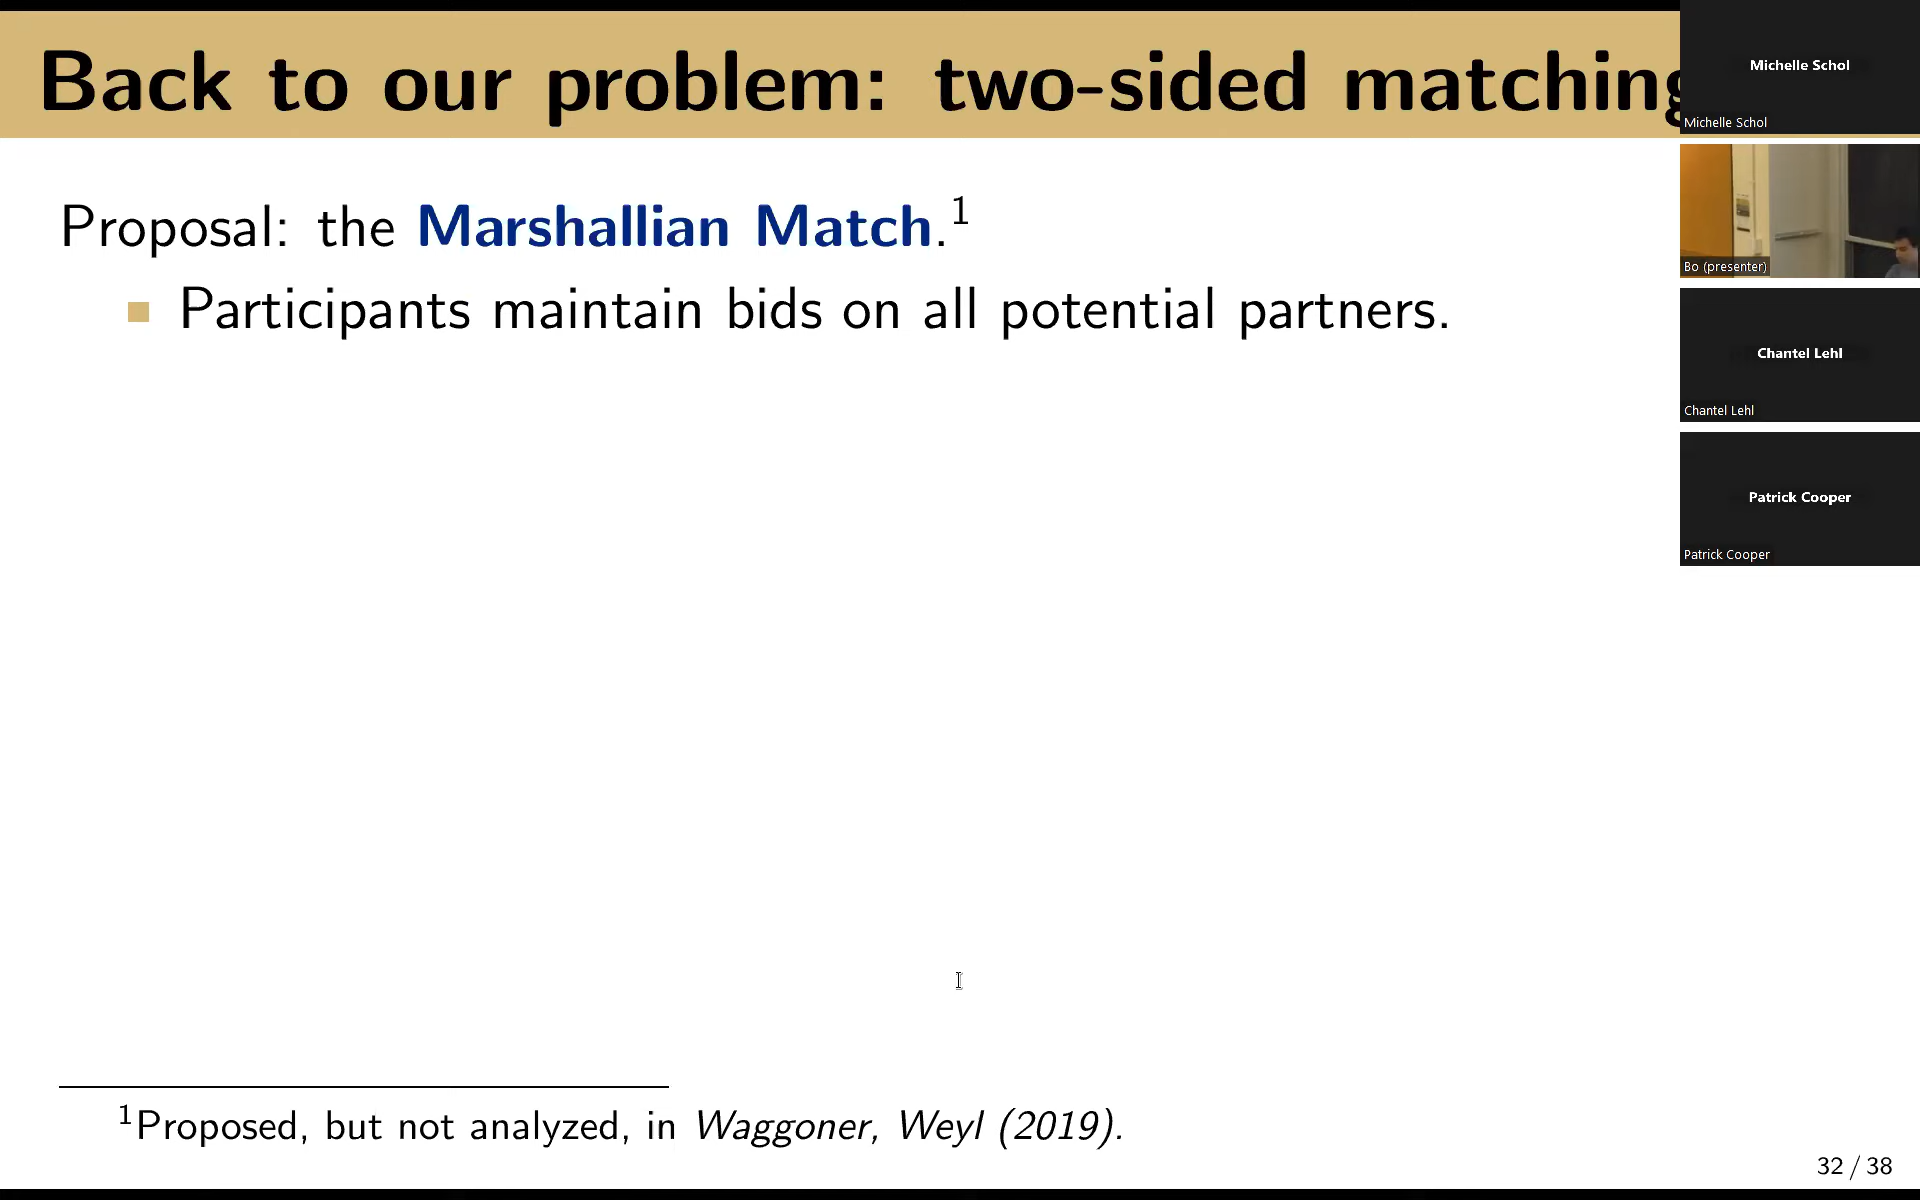 Back to our problem: two-sided matching
Proposal: the Marshallian Match.¹
Participants maintain bids on all potential partners.
¹Proposed, but not analyzed, in Waggoner, Weyl (2019).
32 / 38
Michelle Schol
Michelle Schol
Bo (presenter)
Chantel Lehl
Chantel Lehl
Patrick Cooper
Patrick Cooper